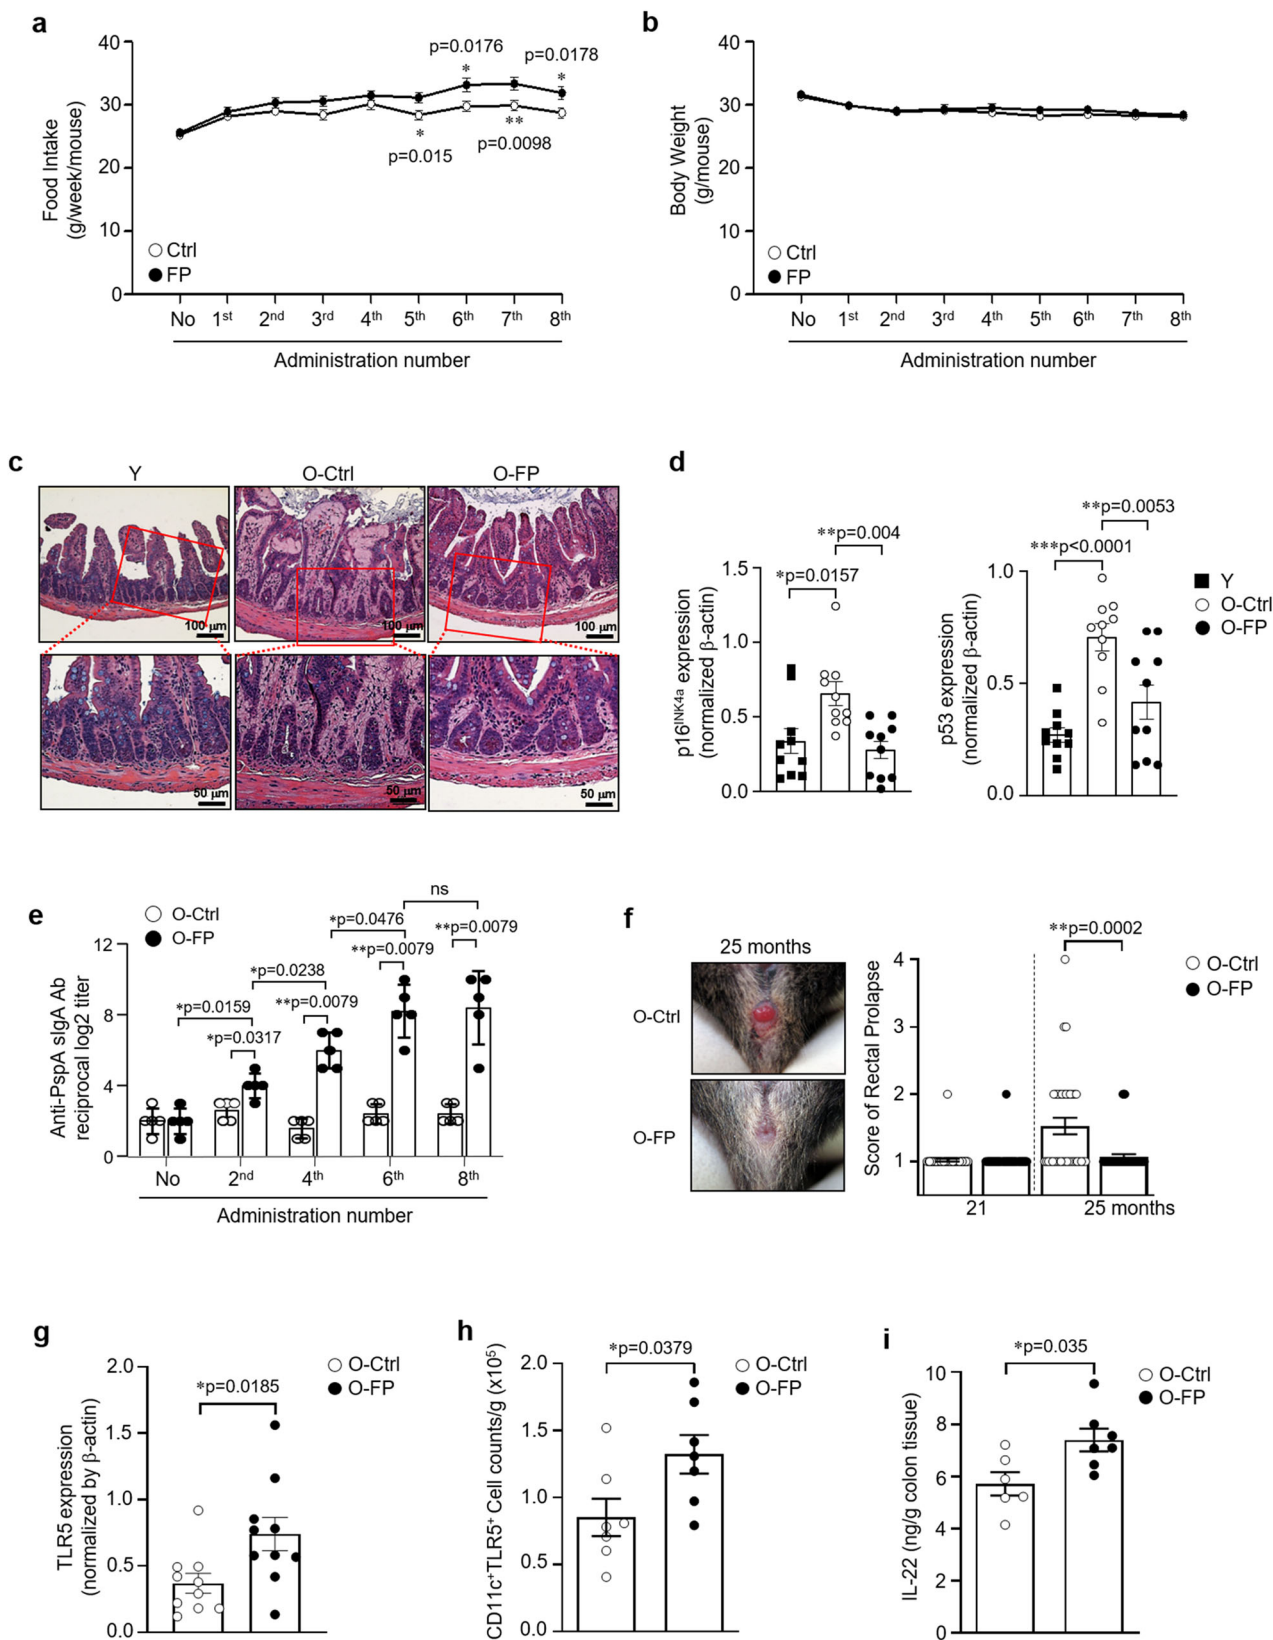 a
40
30
20
10
0
Food Intake
(g/week/mouse)
p=0.0176
p=0.0178
*
*
*
**
p=0.015
p=0.0098
Ctrl
FP
No 1st 2nd 3rd 4th 5th 6th 7th 8th
Administration number
b
40
30
20
10
0
Body Weight
(g/mouse)
Ctrl
FP
No 1st 2nd 3rd 4th 5th 6th 7th 8th
Administration number
c
Y O-Ctrl O-FP
100 μm 100 μm 100 μm
50 μm 50 μm 50 μm
d
p16INK4a expression
(normalized β-actin)
1.5
1.0
0.5
0.0
*p=0.0157
**p=0.004
p53 expression
(normalized β-actin)
1.0
0.5
0.0
***p<0.0001
**p=0.0053
Y
O-Ctrl
O-FP
e
O-Ctrl
O-FP
Anti-PspA sIgA Ab
reciprocal log2 titer
12
8
4
0
*p=0.0159
*p=0.0317
*p=0.0238
**p=0.0079
*p=0.0476
**p=0.0079
ns
**p=0.0079
No 2nd 4th 6th 8th
Administration number
f
25 months
O-Ctrl
O-FP
Score of Rectal Prolapse
4
3
2
1
**p=0.0002
O-Ctrl
O-FP
21 25 months
g
TLR5 expression
(normalized by β-actin)
2.0
1.5
1.0
0.5
0.0
*p=0.0185
O-Ctrl
O-FP
h
CD11c+TLR5+ Cell counts/g (x10⁵)
2.0
1.5
1.0
0.5
0.0
*p=0.0379
O-Ctrl
O-FP
i
IL-22 (ng/g colon tissue)
10
8
6
4
2
0
*p=0.035
O-Ctrl
O-FP